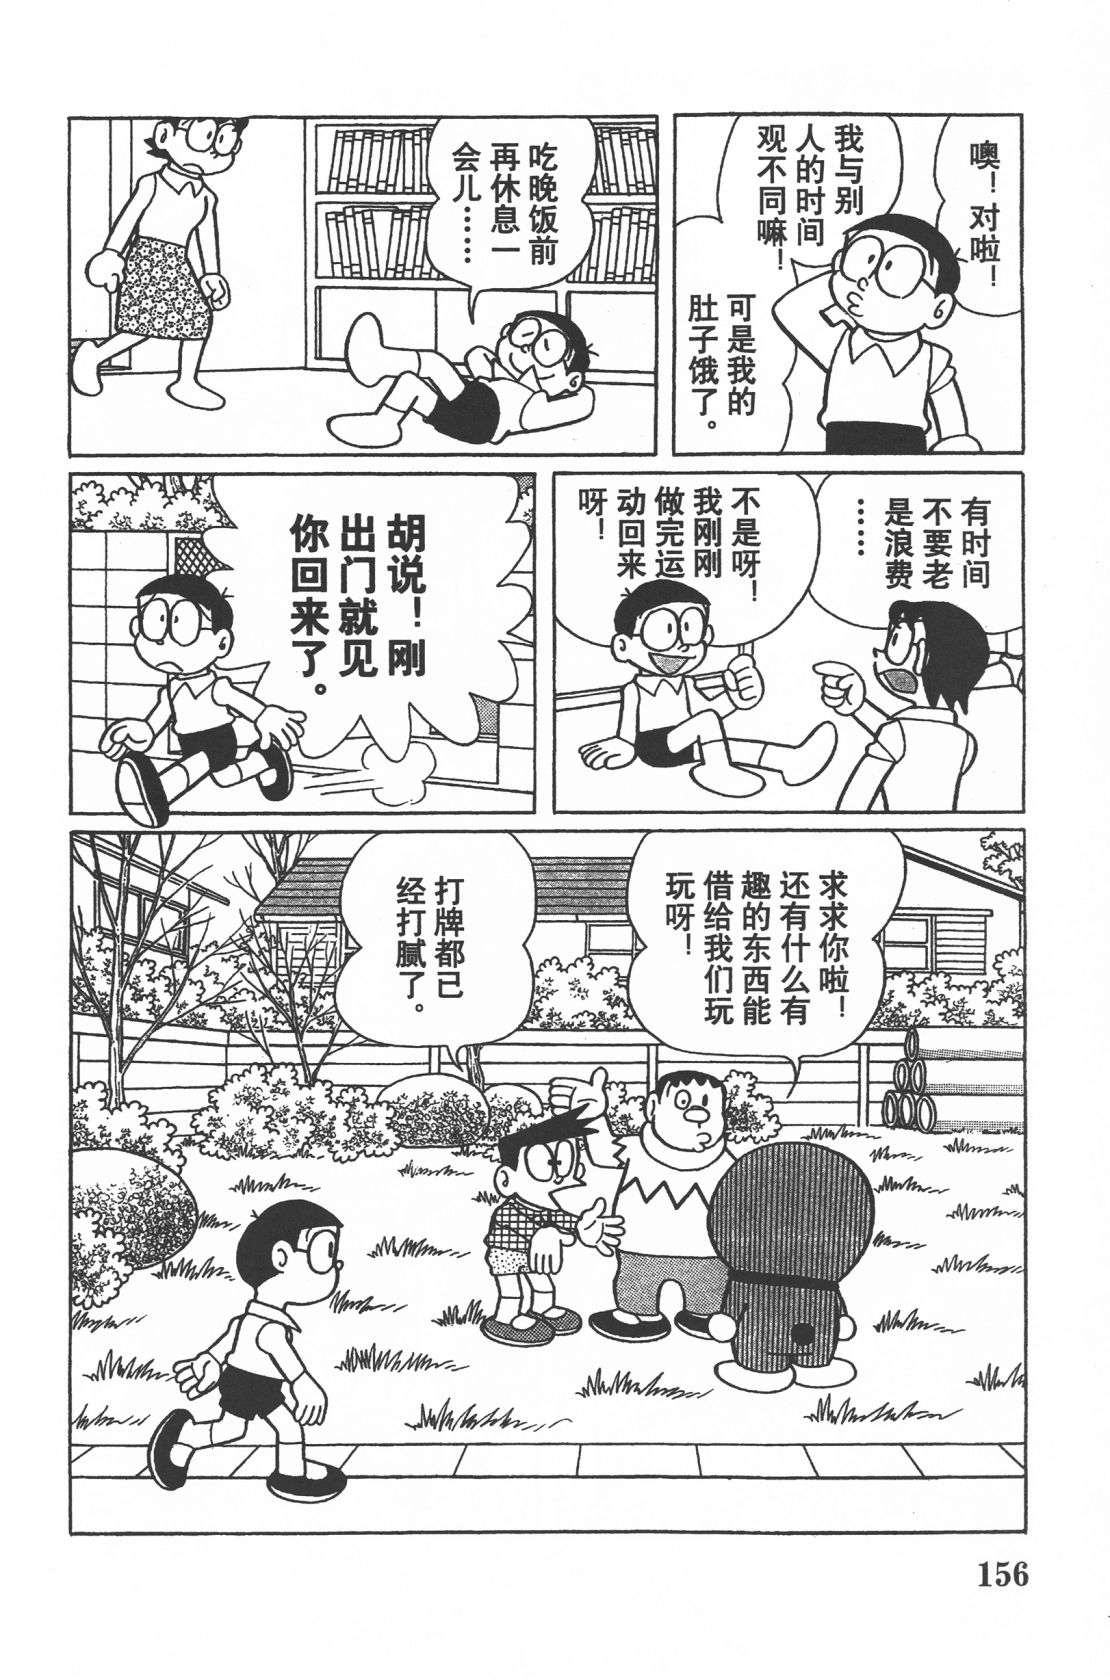 噢！对啦！
我与别
人的时间
观不同嘛！
可是我的
肚子饿了。
吃晚饭前
再休息一
会儿……
有时间
不要老
是浪费
……
不是呀！
我刚刚
做完运
动回来
呀！
胡说！刚
出门就见
你回来了。
求求你啦！
还有什么有
趣的东西能
借给我们玩
玩呀！
打牌都已
经打腻了。
156